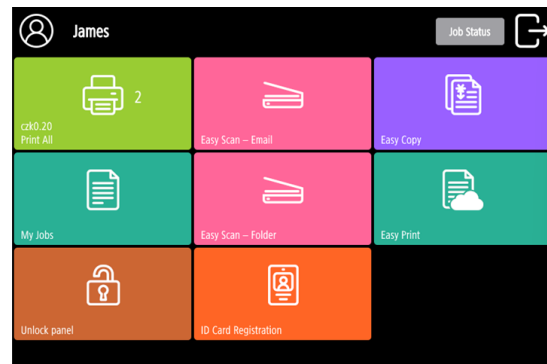 James
Job Status
2
czk0.20
Print All
Easy Scan – Email
¥
Easy Copy
My Jobs
Easy Scan – Folder
Easy Print
Unlock panel
ID Card Registration